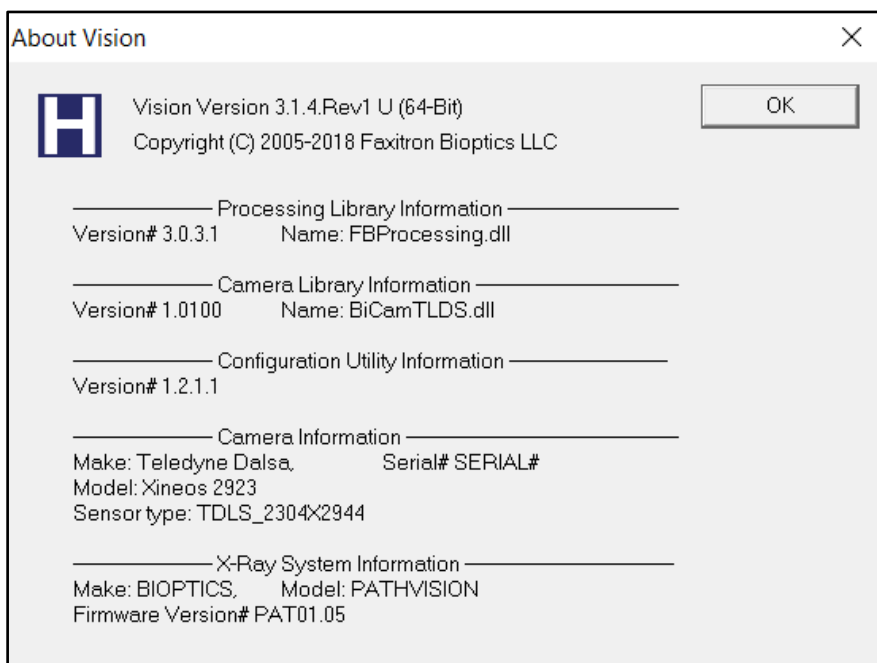 About Vision
Vision Version 3.1.4.Rev1 U (64-Bit)
OK
Copyright (C) 2005-2018 Faxitron Bioptics LLC
Processing Library Information
Version# 3.0.3.1 Name: FBProcessing.dll
Camera Library Information
Version# 1.0100 Name: BiCamTLDS.dll
Configuration Utility Information
Version# 1.2.1.1
Camera Information
Make: Teledyne Dalsa, Serial# SERIAL#
Model: Xineos 2923
Sensor type: TDLS_2304X2944
X-Ray System Information
Make: BIOPTICS, Model: PATHVISION
Firmware Version# PAT01.05